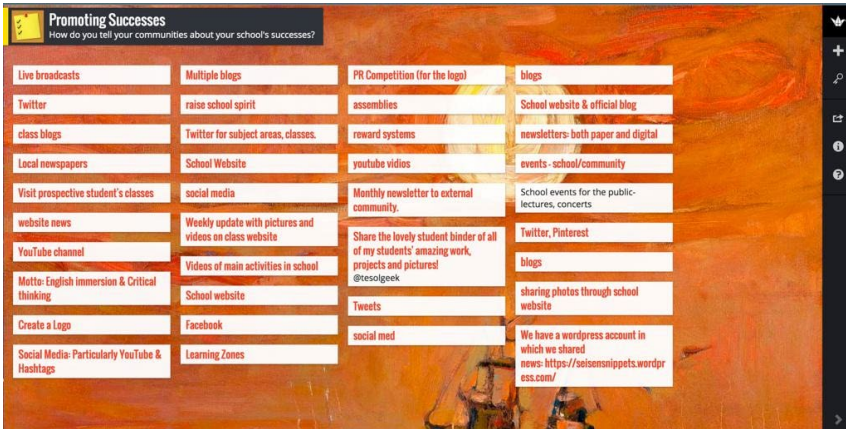 Promoting Successes
How do you tell your communities about your school's successes?
Live broadcasts
Twitter
class blogs
Local newspapers
Visit prospective student's classes
website news
YouTube channel
Motto: English immersion & Critical
thinking
Create a Logo
Social Media: Particularly YouTube &
Hashtags
Multiple blogs
raise school spirit
Twitter for subject areas, classes.
School Website
social media
Weekly update with pictures and
videos on class website
Videos of main activities in school
School website
Facebook
Learning Zones
PR Competition (for the logo)
assemblies
reward systems
youtube vidios
Monthly newsletter to external
community.
Share the lovely student binder of all
of my students' amazing work,
projects and pictures!
@tesolgeek
Tweets
social med
blogs
School website & official blog
newsletters: both paper and digital
events - school/community
School events for the public-
lectures, concerts
Twitter, Pinterest
blogs
sharing photos through school
website
We have a wordpress account in
which we shared
news: https://seisensnippets.wordpr
ess.com/